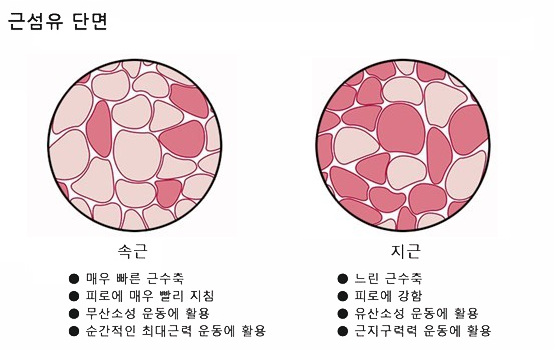 근섬유 단면
속근
● 매우 빠른 근수축
● 피로에 매우 빨리 지침
● 무산소성 운동에 활용
● 순간적인 최대근력 운동에 활용
지근
● 느린 근수축
● 피로에 강함
● 유산소성 운동에 활용
● 근지구력력 운동에 활용